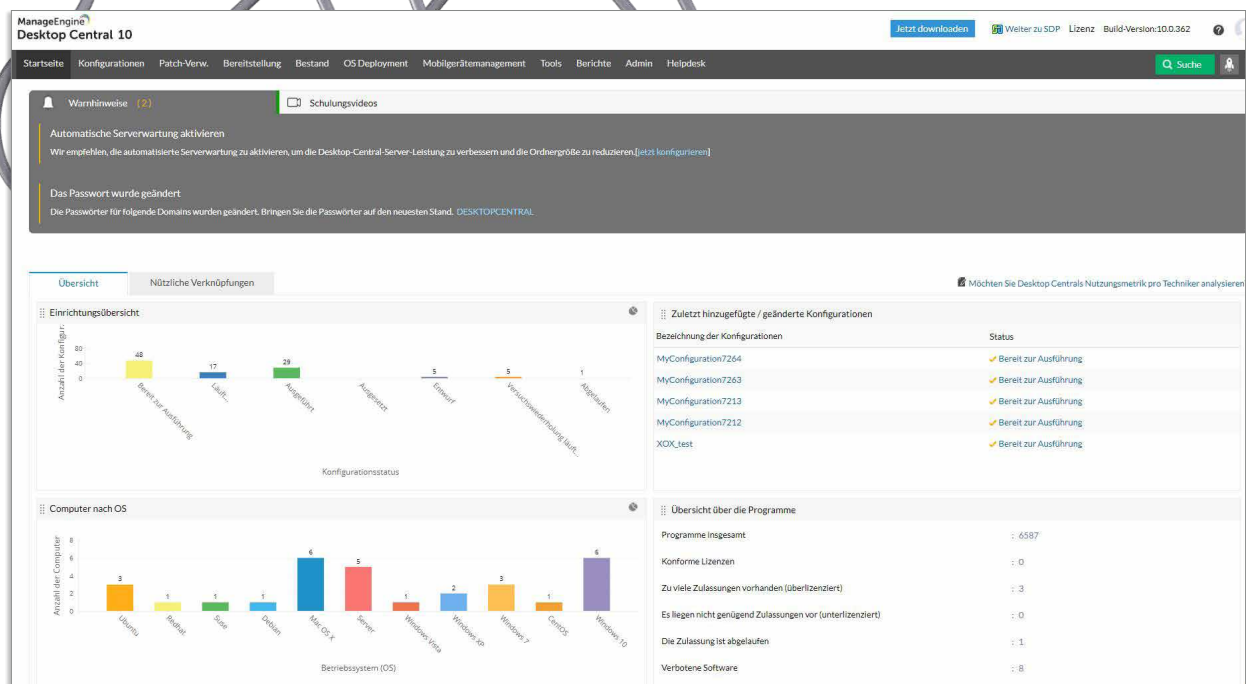 ManageEngine
Desktop Central 10
Jetzt downloaden
Weiter zu SDP
Lizenz
Build-Version:10.0.362
Startseite
Konfigurationen
Patch-Verw.
Bereitstellung
Bestand
OS Deployment
Mobilgerätemanagement
Tools
Berichte
Admin
Helpdesk
Suche
Warnhinweise [2]
Schulungsvideos
Automatische Serverwartung aktivieren
Wir empfehlen, die automatisierte Serverwartung zu aktivieren, um die Desktop-Central-Server-Leistung zu verbessern und die Ordnergröße zu reduzieren.[jetzt konfigurieren]
Das Passwort wurde geändert
Die Passwörter für folgende Domains wurden geändert. Bringen Sie die Passwörter auf den neuesten Stand. DESKTOPCENTRAL
Übersicht
Nützliche Verknüpfungen
Möchten Sie Desktop Centrals Nutzungsmetrik pro Techniker analysieren
Einrichtungsübersicht
Anzahl der Konfigur.
80
40
0
48
17
29
5
5
1
Bereit zur Ausführung
Läuft...
Ausgeführt
Ausgesetzt
Entwurf
Versuchswiederholung läuft...
Abgelaufen
Konfigurationsstatus
Zuletzt hinzugefügte / geänderte Konfigurationen
Bezeichnung der Konfigurationen Status
MyConfiguration7264 Bereit zur Ausführung
MyConfiguration7263 Bereit zur Ausführung
MyConfiguration7213 Bereit zur Ausführung
MyConfiguration7212 Bereit zur Ausführung
XOX_test Bereit zur Ausführung
Computer nach OS
Anzahl der Computer
8
6
4
2
0
3
1
1
1
6
5
1
2
3
1
6
Ubuntu
Redhat
Suse
Debian
Mac OS X
Server
Windows Vista
Windows XP
Windows 7
CentOS
Windows 10
Betriebssystem (OS)
Übersicht über die Programme
Programme insgesamt : 6587
Konforme Lizenzen : 0
Zu viele Zulassungen vorhanden (überlizenziert) : 3
Es liegen nicht genügend Zulassungen vor (unterlizenziert) : 0
Die Zulassung ist abgelaufen : 1
Verbotene Software : 8